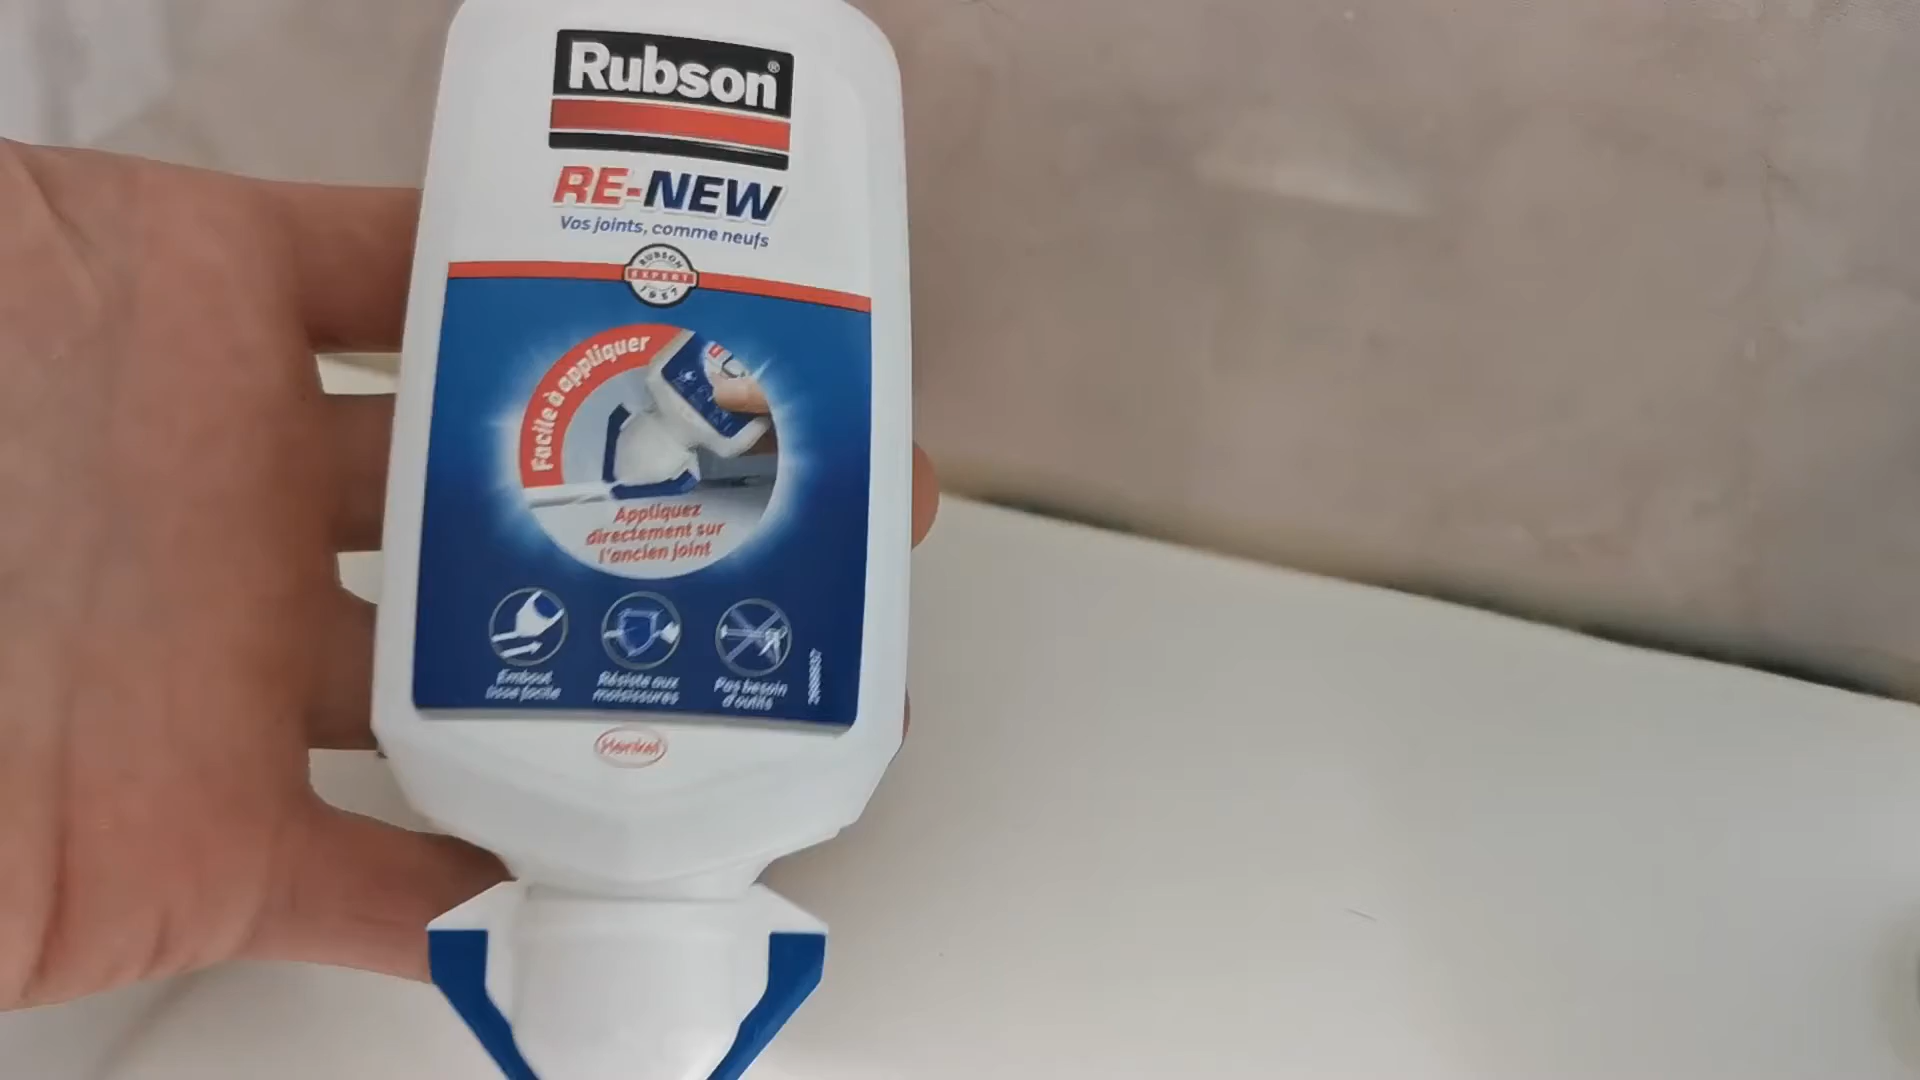 Rubson®
RE-NEW
Vos joints, comme neufs
RUBSON
EXPERT
1957
Facile à appliquer
Appliquez
directement sur
l'ancien joint
Embout
lisse facile
Résiste aux
moisissures
Pas besoin
d'outils
Henkel